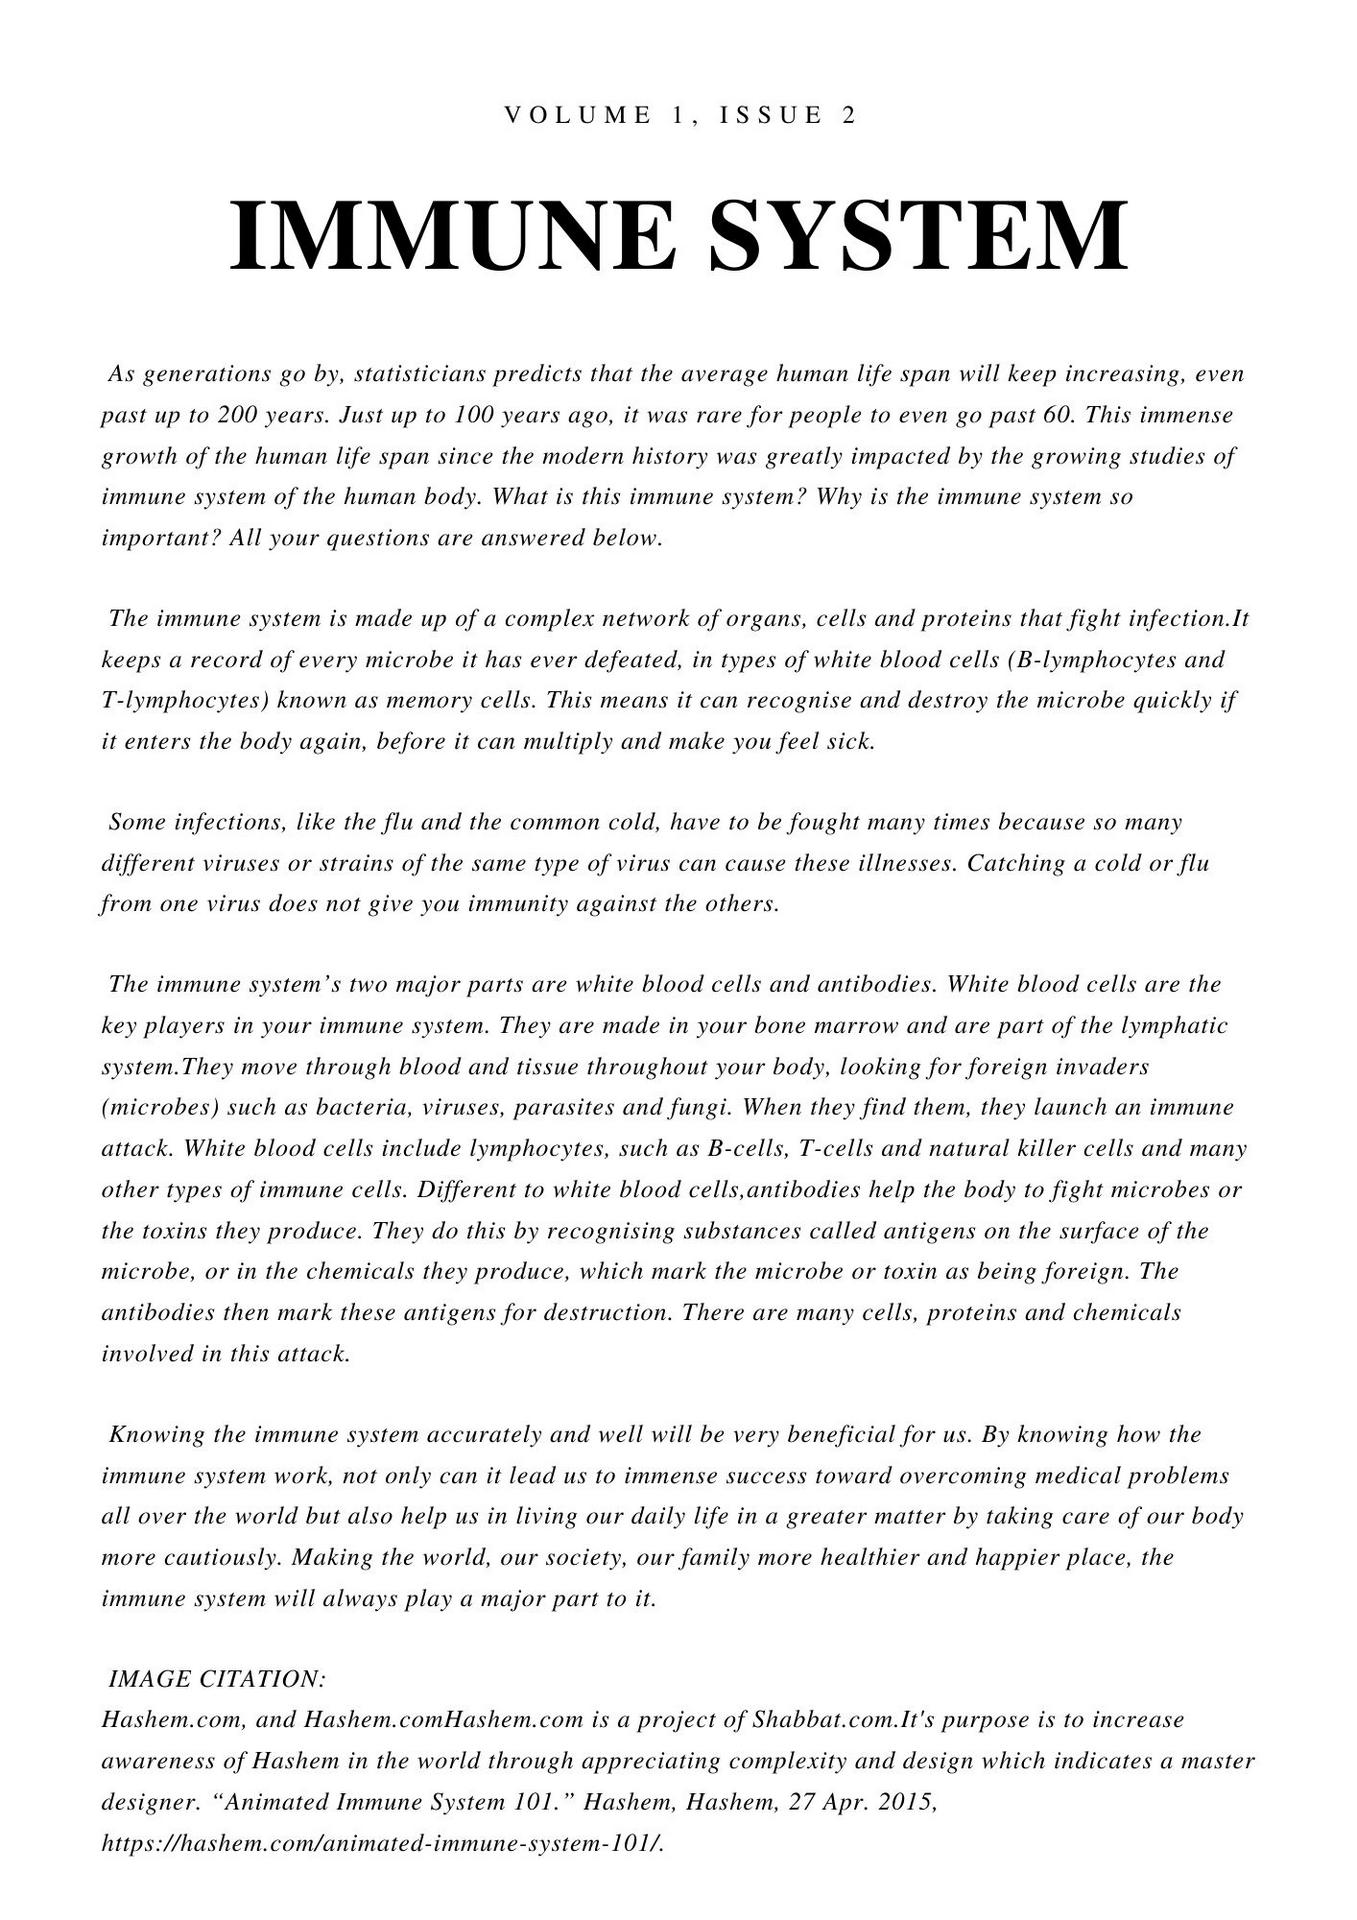 VOLUME 1, ISSUE 2
IMMUNE SYSTEM
As generations go by, statisticians predicts that the average human life span will keep increasing, even
past up to 200 years. Just up to 100 years ago, it was rare for people to even go past 60. This immense
growth of the human life span since the modern history was greatly impacted by the growing studies of
immune system of the human body. What is this immune system? Why is the immune system so
important? All your questions are answered below.
The immune system is made up of a complex network of organs, cells and proteins that fight infection.It
keeps a record of every microbe it has ever defeated, in types of white blood cells (B-lymphocytes and
T-lymphocytes) known as memory cells. This means it can recognise and destroy the microbe quickly if
it enters the body again, before it can multiply and make you feel sick.
Some infections, like the flu and the common cold, have to be fought many times because so many
different viruses or strains of the same type of virus can cause these illnesses. Catching a cold or flu
from one virus does not give you immunity against the others.
The immune system’s two major parts are white blood cells and antibodies. White blood cells are the
key players in your immune system. They are made in your bone marrow and are part of the lymphatic
system.They move through blood and tissue throughout your body, looking for foreign invaders
(microbes) such as bacteria, viruses, parasites and fungi. When they find them, they launch an immune
attack. White blood cells include lymphocytes, such as B-cells, T-cells and natural killer cells and many
other types of immune cells. Different to white blood cells,antibodies help the body to fight microbes or
the toxins they produce. They do this by recognising substances called antigens on the surface of the
microbe, or in the chemicals they produce, which mark the microbe or toxin as being foreign. The
antibodies then mark these antigens for destruction. There are many cells, proteins and chemicals
involved in this attack.
Knowing the immune system accurately and well will be very beneficial for us. By knowing how the
immune system work, not only can it lead us to immense success toward overcoming medical problems
all over the world but also help us in living our daily life in a greater matter by taking care of our body
more cautiously. Making the world, our society, our family more healthier and happier place, the
immune system will always play a major part to it.
IMAGE CITATION:
Hashem.com, and Hashem.comHashem.com is a project of Shabbat.com.It's purpose is to increase
awareness of Hashem in the world through appreciating complexity and design which indicates a master
designer. “Animated Immune System 101.” Hashem, Hashem, 27 Apr. 2015,
https://hashem.com/animated-immune-system-101/.